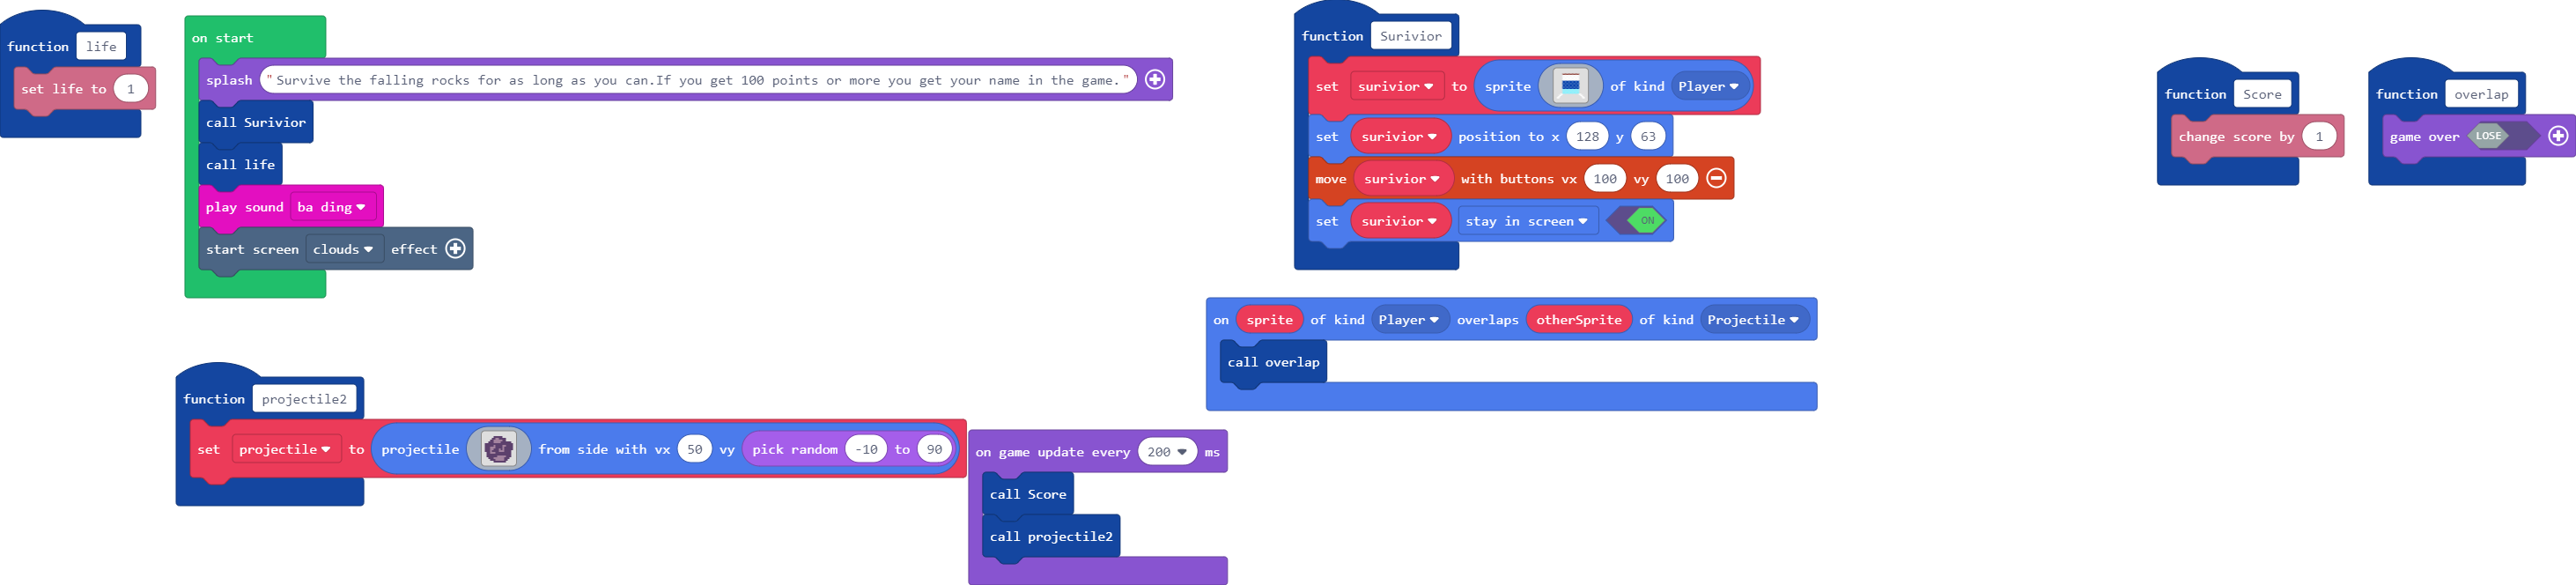 function life
set life to 1
on start
splash "Survive the falling rocks for as long as you can.If you get 100 points or more you get your name in the game."
call Surivior
call life
play sound ba ding
start screen clouds effect
function Surivior
set surivior to sprite of kind Player
set surivior position to x 128 y 63
move surivior with buttons vx 100 vy 100
set surivior stay in screen ON
function Score
change score by 1
function overlap
game over LOSE
on sprite of kind Player overlaps otherSprite of kind Projectile
call overlap
function projectile2
set projectile to projectile from side with vx 50 vy pick random -10 to 90
on game update every 200 ms
call Score
call projectile2